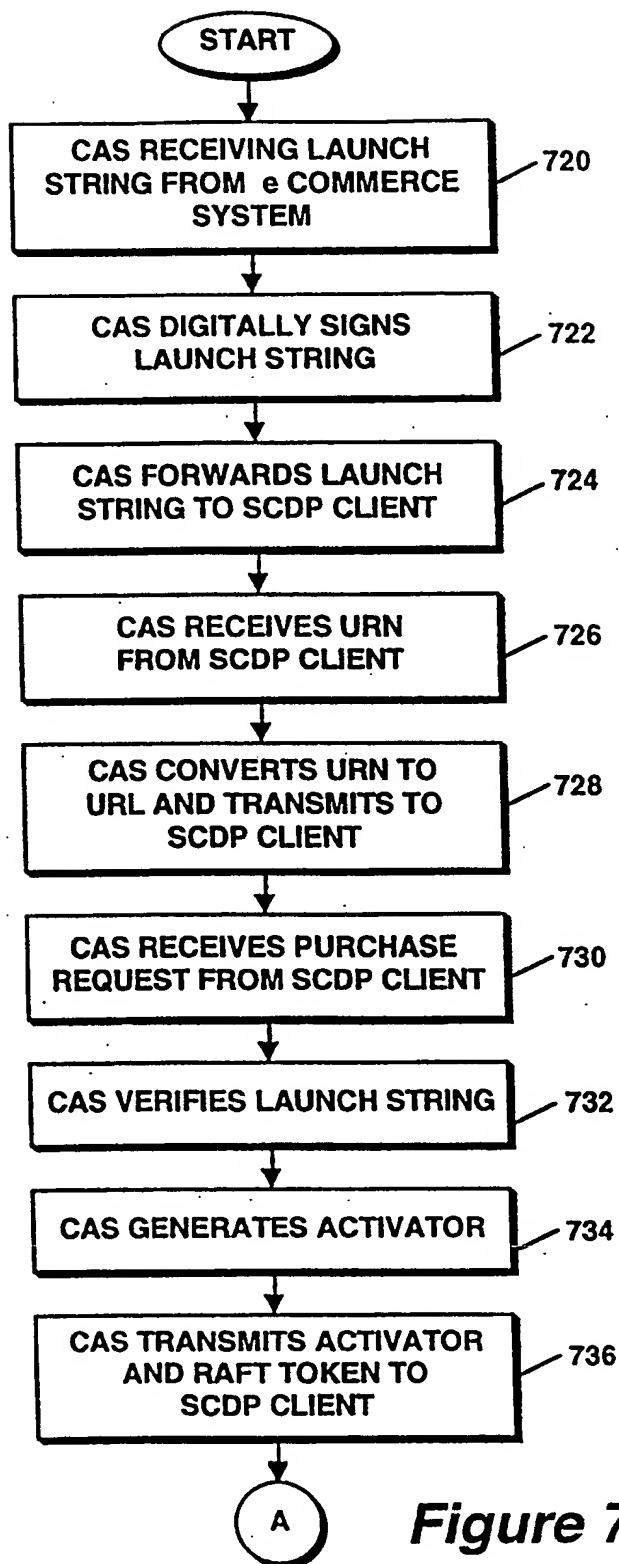 START
CAS RECEIVING LAUNCH
STRING FROM e COMMERCE
SYSTEM
720
CAS DIGITALLY SIGNS
LAUNCH STRING
722
CAS FORWARDS LAUNCH
STRING TO SCDP CLIENT
724
CAS RECEIVES URN
FROM SCDP CLIENT
726
CAS CONVERTS URN TO
URL AND TRANSMITS TO
SCDP CLIENT
728
CAS RECEIVES PURCHASE
REQUEST FROM SCDP CLIENT
730
CAS VERIFIES LAUNCH STRING
732
CAS GENERATES ACTIVATOR
734
CAS TRANSMITS ACTIVATOR
AND RAFT TOKEN TO
SCDP CLIENT
736
A
Figure 7